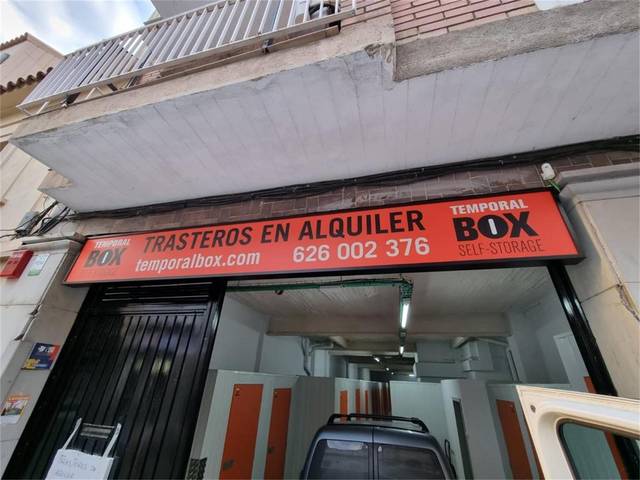 TEMPORAL
BOX
TRASTEROS EN ALQUILER
temporalbox.com 626 002 376
TEMPORAL
BOX
SELF-STORAGE